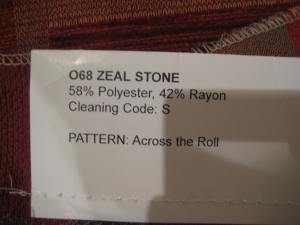 O68 ZEAL STONE
58% Polyester, 42% Rayon
Cleaning Code: S
PATTERN: Across the Roll